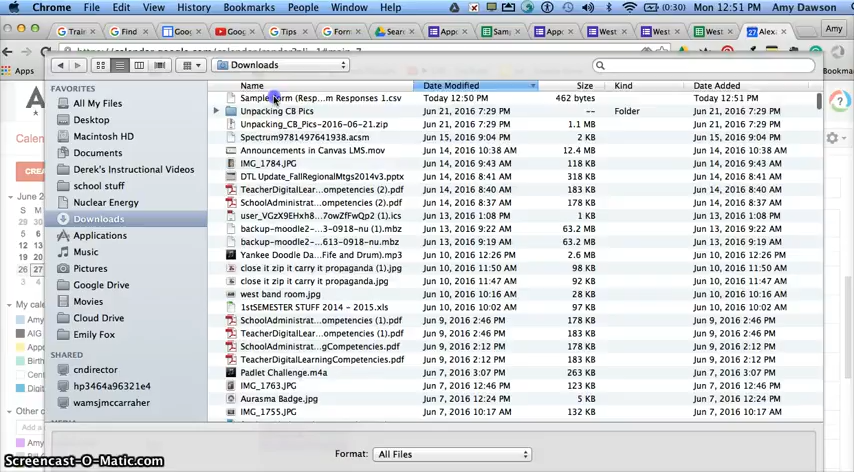 Chrome File Edit View History Bookmarks People Window Help (0:30) Mon 12:51 PM Amy Dawson
Train Form Goog You Tips Form Sear App Sam App West West West Alex Amy
Apps Bookmarks
Downloads
FAVORITES
All My Files
Desktop
Macintosh HD
Documents
Derek's Instructional Videos
school stuff
Nuclear Energy
Downloads
Applications
Music
Pictures
Google Drive
Movies
Cloud Drive
Emily Fox
SHARED
cndirector
hp3464a96321e4
wamsjmccarraher
Name Date Modified Size Kind Date Added
Sample Form (Resp...m Responses 1.csv Today 12:50 PM 462 bytes Today 12:51 PM
Unpacking CB Pics Jun 21, 2016 7:29 PM -- Folder Jun 21, 2016 7:29 PM
Unpacking_CB_Pics-2016-06-21.zip Jun 21, 2016 7:29 PM 1.1 MB Jun 21, 2016 7:29 PM
Spectrum9781497641938.acsm Jun 15, 2016 9:04 PM 2 KB Jun 15, 2016 9:04 PM
Announcements in Canvas LMS.mov Jun 14, 2016 10:38 AM 12.4 MB Jun 14, 2016 10:38 AM
IMG_1784.JPG Jun 14, 2016 9:43 AM 118 KB Jun 14, 2016 9:43 AM
DTL Update_FallRegionalMtgs2014v3.pptx Jun 14, 2016 9:41 AM 318 KB Jun 14, 2016 9:41 AM
TeacherDigitalLear...ompetencies (2).pdf Jun 14, 2016 8:40 AM 183 KB Jun 14, 2016 8:40 AM
SchoolAdministrat...ompetencies (2).pdf Jun 14, 2016 8:37 AM 178 KB Jun 14, 2016 8:37 AM
user_VGzX9EHxh8...7owZfFwQp2 (1).ics Jun 13, 2016 1:08 PM 1 KB Jun 13, 2016 1:08 PM
backup-moodle2-...3-0918-nu.mbz Jun 13, 2016 9:22 AM 63.2 MB Jun 13, 2016 9:22 AM
backup-moodle2-...613-0918-nu.mbz Jun 13, 2016 9:19 AM 63.2 MB Jun 13, 2016 9:19 AM
Yankee Doodle Da...Fife and Drum).mp3 Jun 10, 2016 12:26 PM 2.6 MB Jun 10, 2016 12:26 PM
close it zip it carry it propaganda (1).jpg Jun 10, 2016 11:50 AM 98 KB Jun 10, 2016 11:50 AM
close it zip it carry it propaganda.jpg Jun 10, 2016 11:47 AM 92 KB Jun 10, 2016 11:47 AM
west band room.jpg Jun 10, 2016 10:16 AM 28 KB Jun 10, 2016 10:16 AM
1stSEMESTER STUFF 2014 - 2015.xls Jun 10, 2016 10:02 AM 97 KB Jun 10, 2016 10:02 AM
SchoolAdministrat...ompetencies (1).pdf Jun 9, 2016 2:46 PM 178 KB Jun 9, 2016 2:46 PM
TeacherDigitalLear...ompetencies (1).pdf Jun 9, 2016 2:46 PM 183 KB Jun 9, 2016 2:46 PM
SchoolAdministrat...gCompetencies.pdf Jun 9, 2016 2:12 PM 178 KB Jun 9, 2016 2:12 PM
TeacherDigitalLearningCompetencies.pdf Jun 9, 2016 2:12 PM 183 KB Jun 9, 2016 2:12 PM
Padlet Challenge.m4a Jun 7, 2016 3:07 PM 263 KB Jun 7, 2016 3:07 PM
IMG_1763.JPG Jun 7, 2016 12:46 PM 123 KB Jun 7, 2016 12:46 PM
Aurasma Badge.jpg Jun 7, 2016 12:24 PM 5 KB Jun 7, 2016 12:24 PM
IMG_1755.JPG Jun 7, 2016 10:17 AM 132 KB Jun 7, 2016 10:17 AM
Format: All Files
Screencast-O-Matic.com